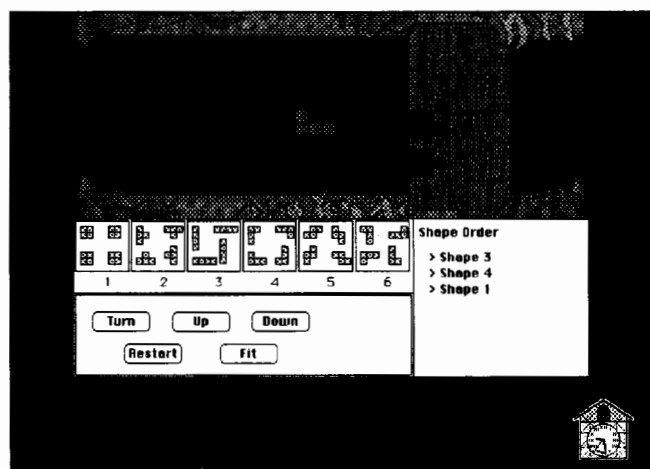 Shape Order
> Shape 3
> Shape 4
> Shape 1
1 2 3 4 5 6
Turn Up Down
Restart Fit